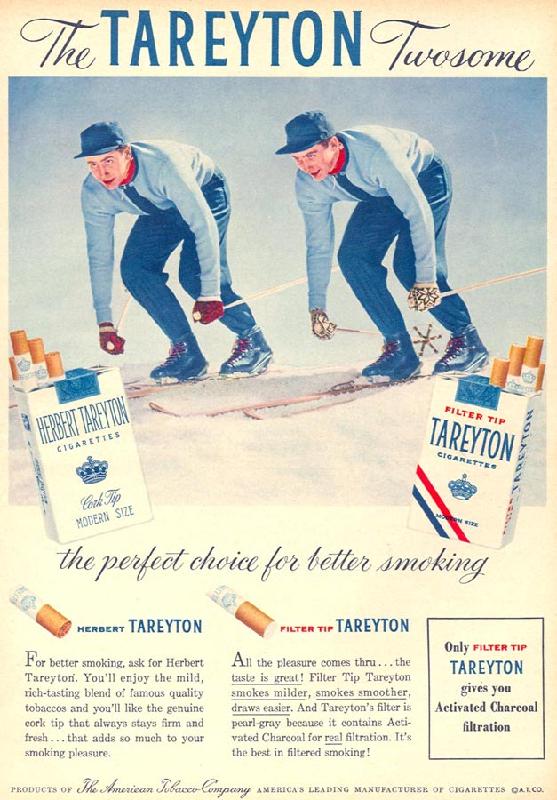 The TAREYTON Twosome
HERBERT TAREYTON
CIGARETTES
Cork Tip
MODERN SIZE
FILTER TIP
TAREYTON
CIGARETTES
MODERN SIZE
the perfect choice for better smoking
HERBERT TAREYTON
For better smoking, ask for Herbert
Tareyton. You'll enjoy the mild,
rich-tasting blend of famous quality
tobaccos and you'll like the genuine
cork tip that always stays firm and
fresh... that adds so much to your
smoking pleasure.
FILTER TIP TAREYTON
All the pleasure comes thru...the
taste is great! Filter Tip Tareyton
smokes milder, smokes smoother,
draws easier. And Tareyton's filter is
pearl-gray because it contains Acti-
vated Charcoal for real filtration. It's
the best in filtered smoking!
Only FILTER TIP
TAREYTON
gives you
Activated Charcoal
filtration
PRODUCTS OF The American Tobacco Company AMERICA'S LEADING MANUFACTURER OF CIGARETTES ©A.T.CO.